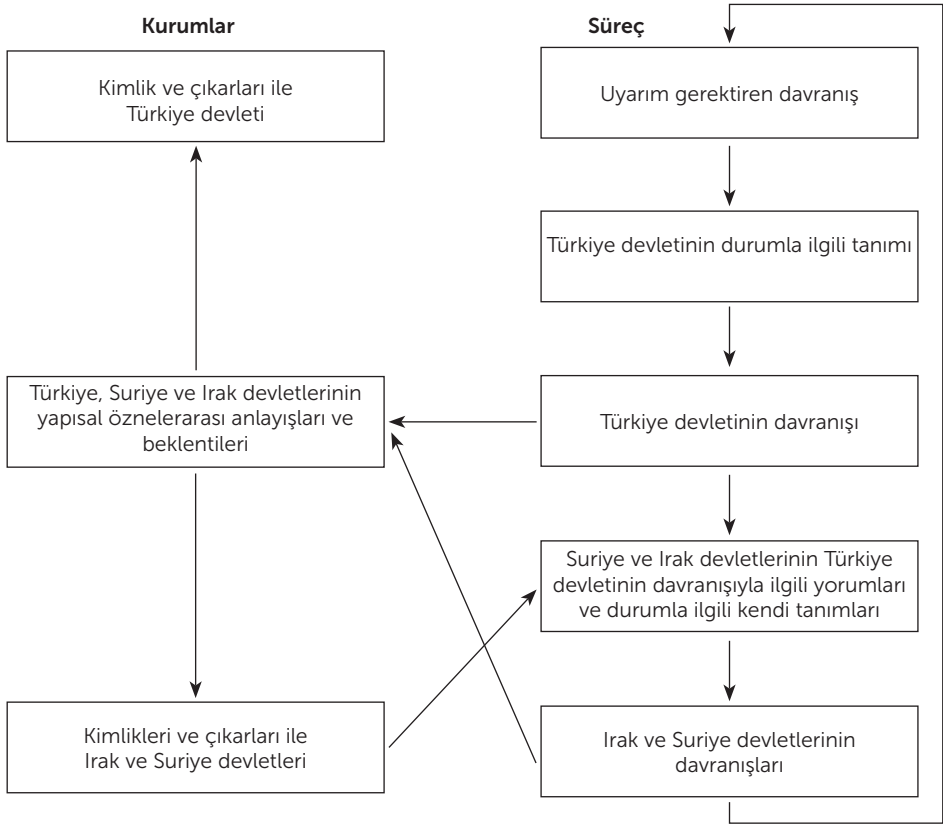 Kurumlar
Süreç
Kimlik ve çıkarları ile
Türkiye devleti
Uyarım gerektiren davranış
Türkiye devletinin durumla ilgili tanımı
Türkiye, Suriye ve Irak devletlerinin
yapısal öznelerarası anlayışları ve
beklentileri
Türkiye devletinin davranışı
Suriye ve Irak devletlerinin Türkiye
devletinin davranışıyla ilgili yorumları
ve durumla ilgili kendi tanımları
Kimlikleri ve çıkarları ile
Irak ve Suriye devletleri
Irak ve Suriye devletlerinin
davranışları